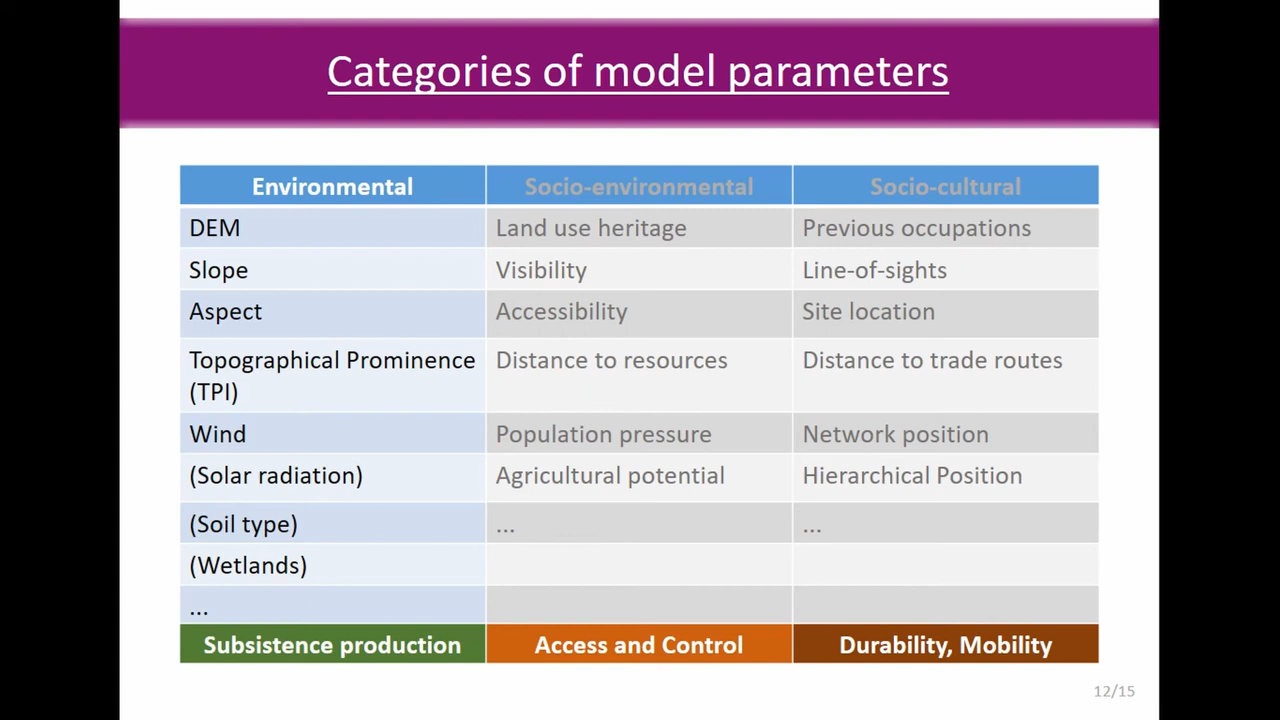 Categories of model parameters
Environmental Socio-environmental Socio-cultural
DEM Land use heritage Previous occupations
Slope Visibility Line-of-sights
Aspect Accessibility Site location
Topographical Prominence Distance to resources Distance to trade routes
(TPI)
Wind Population pressure Network position
(Solar radiation) Agricultural potential Hierarchical Position
(Soil type) ... ...
(Wetlands)
...
Subsistence production Access and Control Durability, Mobility
12/15